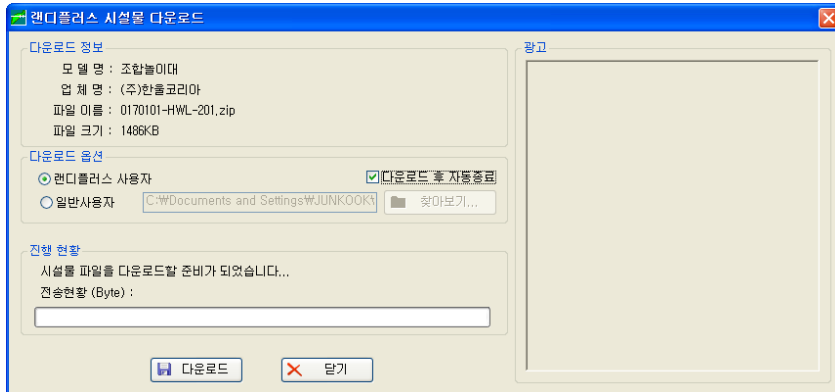 랜디플러스 시설물 다운로드
다운로드 정보
모 델 명 : 조합놀이대
업 체 명 : (주)한울코리아
파일 이름 : 0170101-HWL-201.zip
파일 크기 : 1486KB
다운로드 옵션
랜디플러스 사용자
다운로드 후 자동종료
일반사용자
C:₩Documents and Settings₩JUNKOOK₩
찾아보기...
진행 현황
시설물 파일을 다운로드할 준비가 되었습니다...
전송현황 (Byte) :
다운로드
닫기
광고